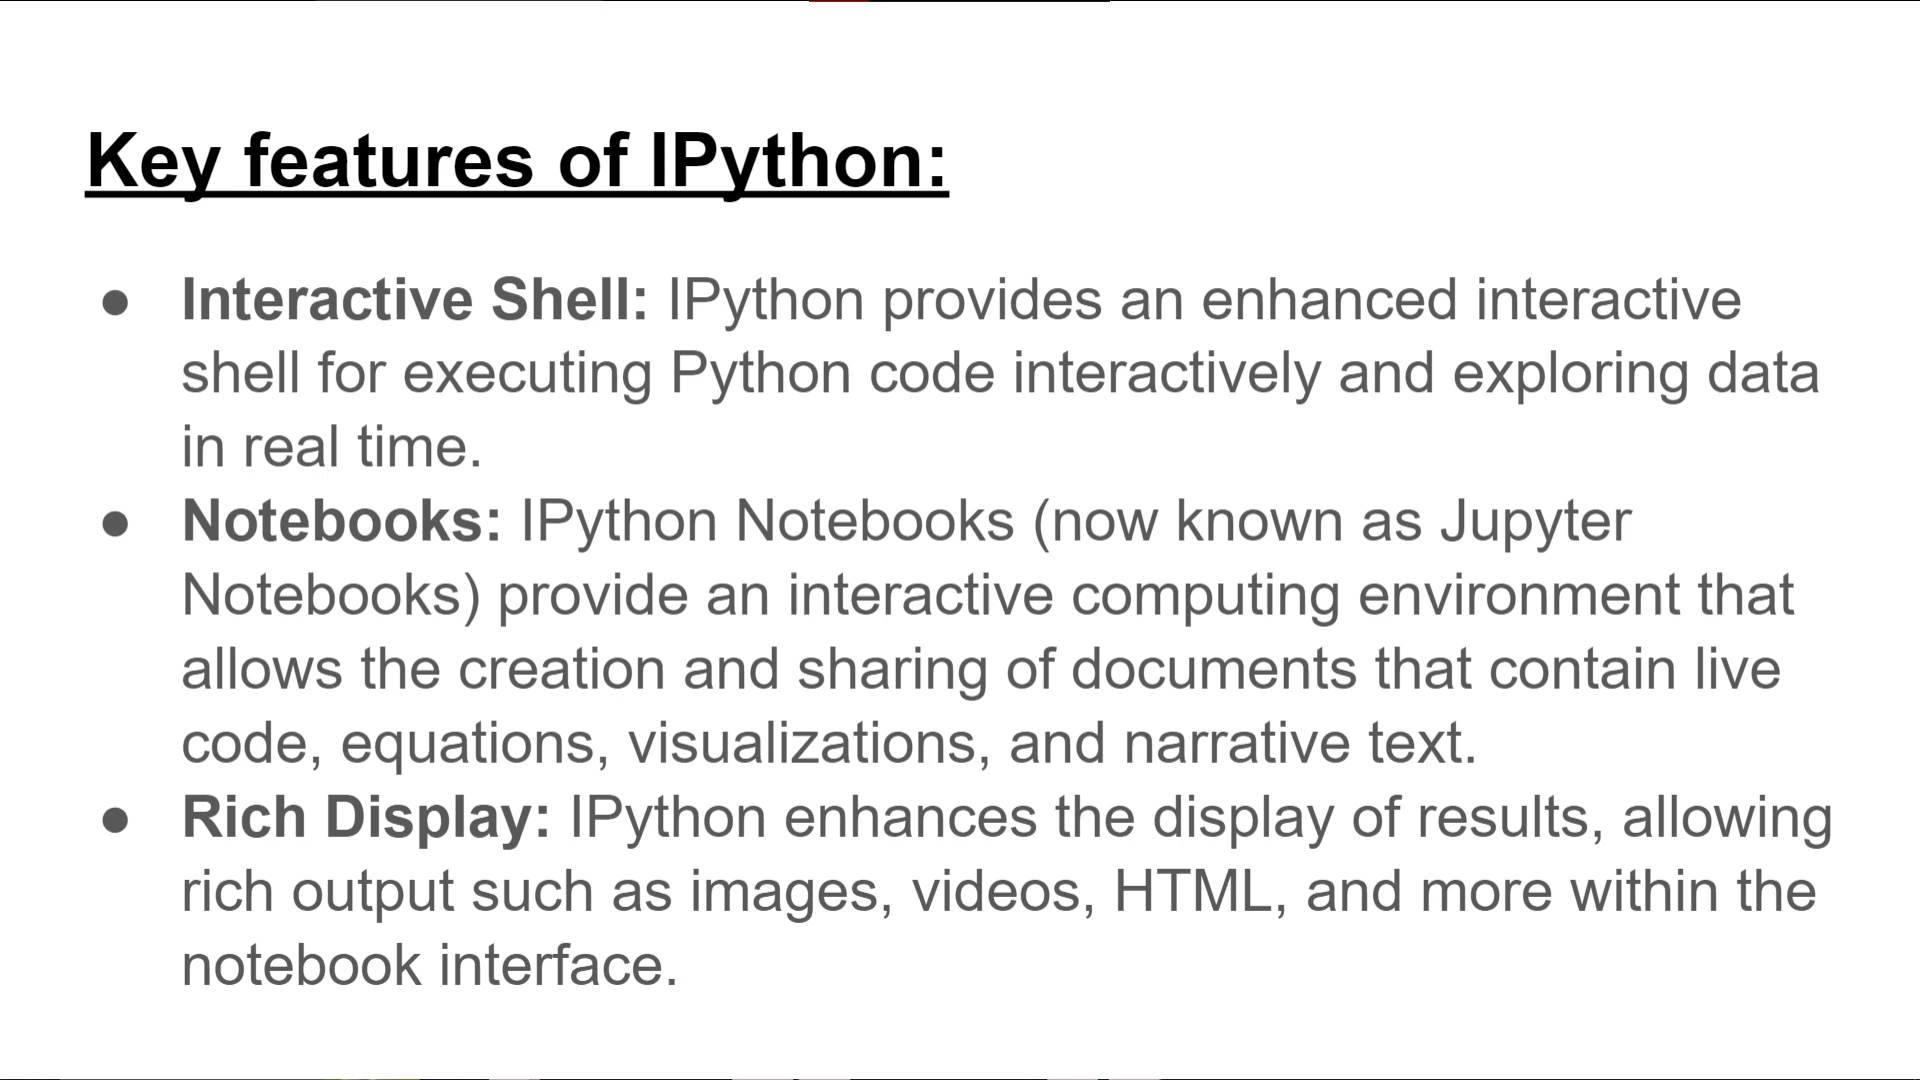 Key features of IPython:
● Interactive Shell: IPython provides an enhanced interactive
shell for executing Python code interactively and exploring data
in real time.
● Notebooks: IPython Notebooks (now known as Jupyter
Notebooks) provide an interactive computing environment that
allows the creation and sharing of documents that contain live
code, equations, visualizations, and narrative text.
● Rich Display: IPython enhances the display of results, allowing
rich output such as images, videos, HTML, and more within the
notebook interface.